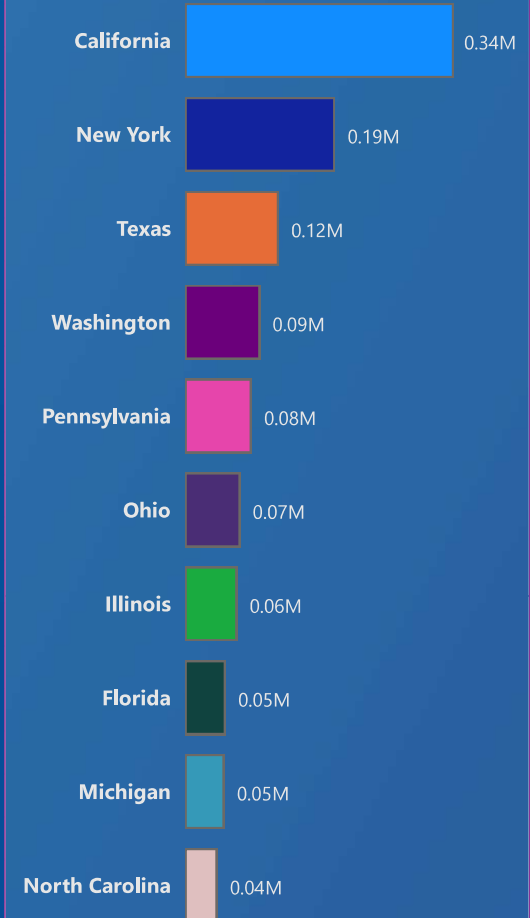 California 0.34M
New York 0.19M
Texas 0.12M
Washington 0.09M
Pennsylvania 0.08M
Ohio 0.07M
Illinois 0.06M
Florida 0.05M
Michigan 0.05M
North Carolina 0.04M